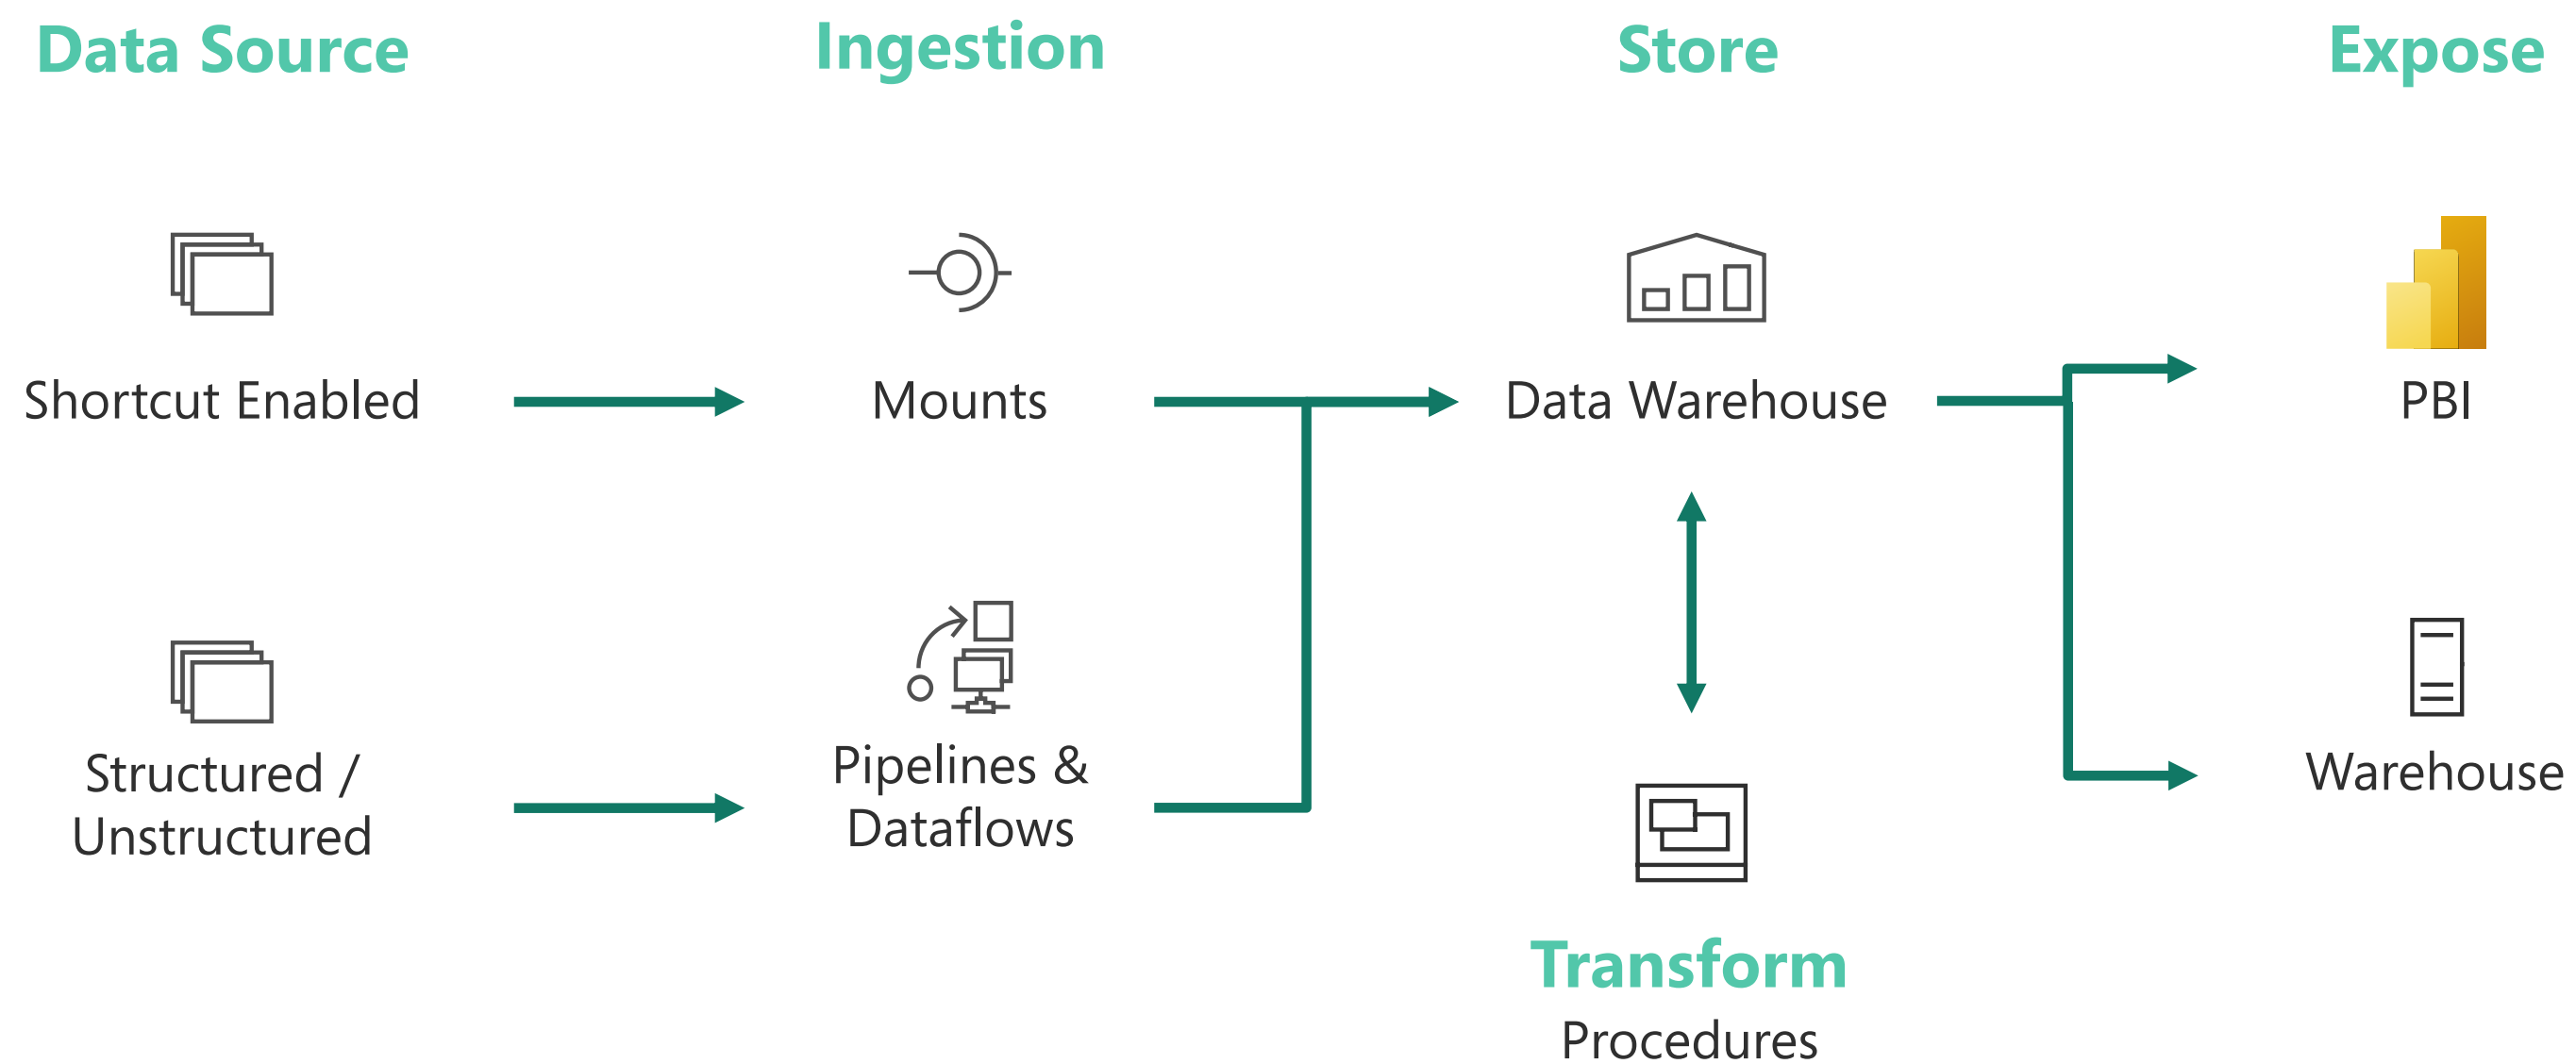 Data Source
Ingestion
Store
Expose
Shortcut Enabled
Mounts
Data Warehouse
PBI
Structured /
Unstructured
Pipelines &
Dataflows
Warehouse
Transform
Procedures